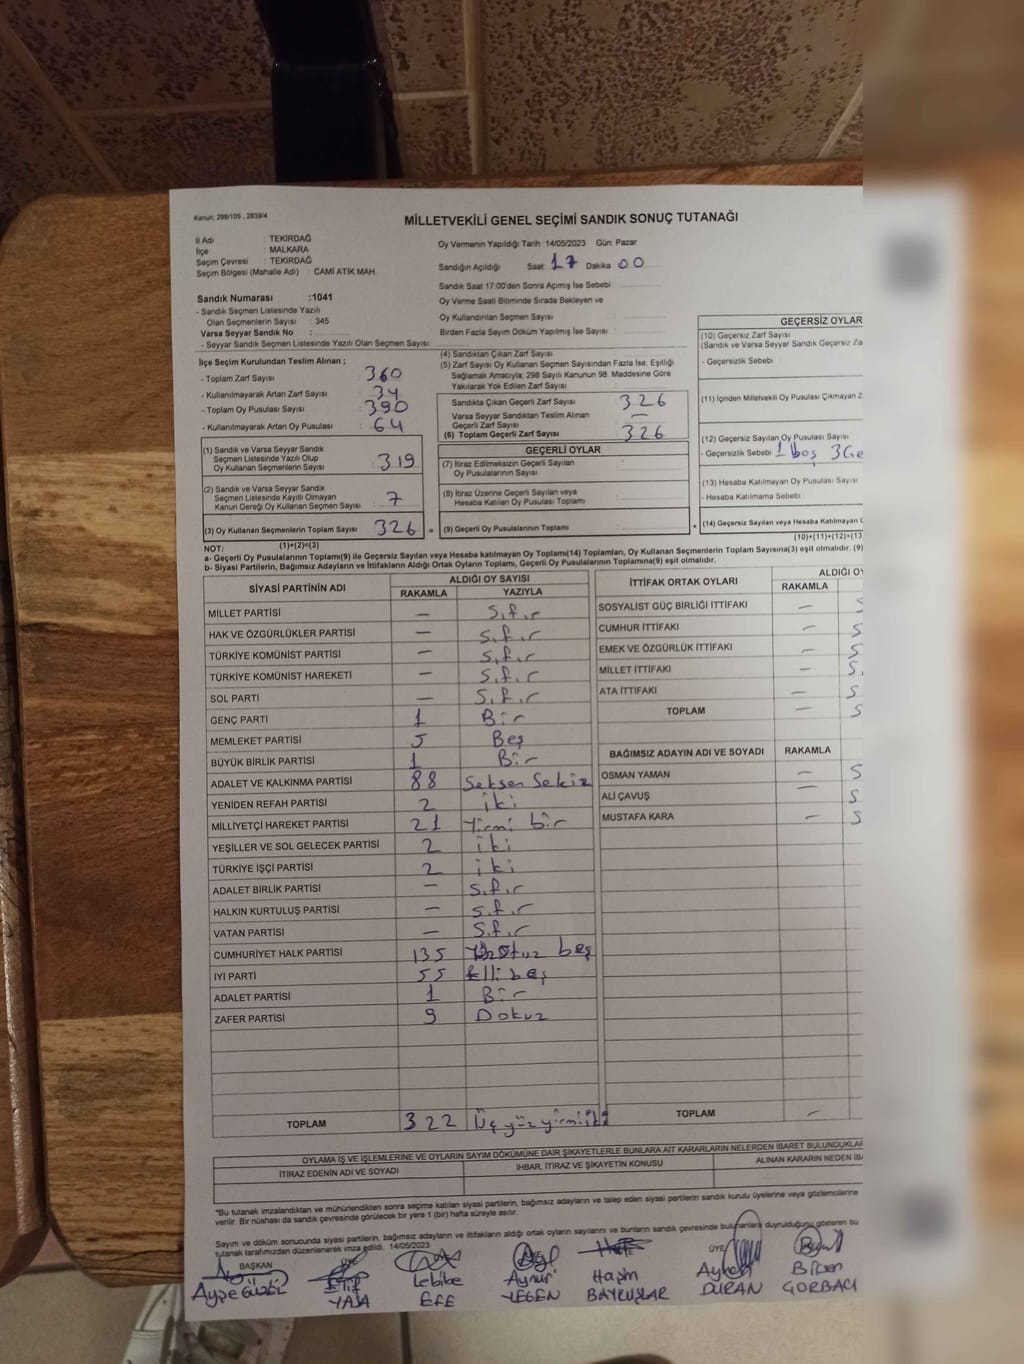 Kanun: 298/105 , 2839/4
MİLLETVEKİLİ GENEL SEÇİMİ SANDIK SONUÇ TUTANAĞI
İl Adı : TEKİRDAĞ
İlçe : MALKARA
Seçim Çevresi : TEKİRDAĞ
Seçim Bölgesi (Mahalle Adı) : CAMİ ATİK MAH.
Oy Vermenin Yapıldığı Tarih :14/05/2023 Gün: Pazar
Sandığın Açıldığı Saat: 17 Dakika 00
Sandık Saat 17:00'den Sonra Açımış İse Sebebi
Oy Verme Saati Bitiminde Sırada Bekleyen ve
Oy Kullandırılan Seçmen Sayısı
Birden Fazla Sayım Döküm Yapılmış İse Sayısı :
Sandık Numarası :1041
- Sandık Seçmen Listesinde Yazılı
Olan Seçmenlerin Sayısı : 345
Varsa Seyyar Sandık No :
- Seyyar Sandık Seçmen Listesinde Yazılı Olan Seçmen Sayısı
İlçe Seçim Kurulundan Teslim Alınan ;
- Toplam Zarf Sayısı : 360
- Kullanılmayarak Artan Zarf Sayısı : 34
- Toplam Oy Pusulası Sayısı : 390
- Kullanılmayarak Artan Oy Pusulası : 64
(1) Sandık ve Varsa Seyyar Sandık
Seçmen Listesinde Yazılı Olup
Oy Kullanan Seçmenlerin Sayısı : 319
(2) Sandık ve Varsa Seyyar Sandık
Seçmen Listesinde Kayıtlı Olmayan
Kanun Gereği Oy Kullanan Seçmen Sayısı : 7
(3) Oy Kullanan Seçmenlerin Toplam Sayısı 326 =
(1)+(2)=(3)
(4) Sandıktan Çıkan Zarf Sayısı
(5) Zarf Sayısı Oy Kullanan Seçmen Sayısından Fazla İse, Eşitliği
Sağlamak Amacıyla; 298 Sayılı Kanunun 98. Maddesine Göre
Yakılarak Yok Edilen Zarf Sayısı
Sandıkta Çıkan Geçerli Zarf Sayısı 326
Varsa Seyyar Sandıktan Teslim Alınan
Geçerli Zarf Sayısı —
(6) Toplam Geçerli Zarf Sayısı 326
GEÇERLİ OYLAR
(7) İtiraz Edilmeksizin Geçerli Sayılan
Oy Pusulalarının Sayısı
(8) İtiraz Üzerine Geçerli Sayılan veya
Hesaba Katılan Oy Pusulası Toplamı
(9) Geçerli Oy Pusulalarının Toplamı : +
GEÇERSİZ OYLAR
(10) Geçersiz Zarf Sayısı
(Sandık ve Varsa Seyyar Sandık Geçersiz Za
- Geçersizlik Sebebi
(11) İçinden Milletvekili Oy Pusulası Çıkmayan Z
(12) Geçersiz Sayılan Oy Pusulası Sayısı
- Geçersizlik Sebebi 1 boş 3 Ge
(13) Hesaba Katılmayan Oy Pusulası Sayısı
- Hesaba Katılmama Sebebi
(14) Geçersiz Sayılan veya Hesaba Katılmayan O
(10)+(11)+(12)+(13
NOT:
a- Geçerli Oy Pusulalarının Toplamı(9) ile Geçersiz Sayılan veya Hesaba katılmayan Oy Toplamı(14) Toplamları, Oy Kullanan Seçmenlerin Toplam Sayısına(3) eşit olmalıdır. (9)
b- Siyasi Partilerin, Bağımsız Adayların ve İttifakların Aldığı Ortak Oyların Toplamı, Geçerli Oy Pusulalarının Toplamına(9) eşit olmalıdır.
SİYASİ PARTİNİN ADI ALDIĞI OY SAYISI
RAKAMLA YAZIYLA
MİLLET PARTİSİ — Sıfır
HAK VE ÖZGÜRLÜKLER PARTİSİ — Sıfır
TÜRKİYE KOMÜNİST PARTİSİ — Sıfır
TÜRKİYE KOMÜNİST HAREKETİ — Sıfır
SOL PARTİ — Sıfır
GENÇ PARTİ 1 Bir
MEMLEKET PARTİSİ 5 Beş
BÜYÜK BİRLİK PARTİSİ 1 Bir
ADALET VE KALKINMA PARTİSİ 88 Seksen Sekiz
YENİDEN REFAH PARTİSİ 2 iki
MİLLİYETÇİ HAREKET PARTİSİ 21 Yirmi bir
YEŞİLLER VE SOL GELECEK PARTİSİ 2 iki
TÜRKİYE İŞÇİ PARTİSİ 2 iki
ADALET BİRLİK PARTİSİ — Sıfır
HALKIN KURTULUŞ PARTİSİ — Sıfır
VATAN PARTİSİ — Sıfır
CUMHURİYET HALK PARTİSİ 135 beş
İYİ PARTİ 55 Elli beş
ADALET PARTİSİ 1 Bir
ZAFER PARTİSİ 9 Dokuz
TOPLAM 322 Üç yüz yirmi iki
İTTİFAK ORTAK OYLARI ALDIĞI OY
RAKAMLA
SOSYALİST GÜÇ BİRLİĞİ İTTİFAKI — S
CUMHUR İTTİFAKI — S
EMEK VE ÖZGÜRLÜK İTTİFAKI — S
MİLLET İTTİFAKI — S
ATA İTTİFAKI — S
TOPLAM — S
BAĞIMSIZ ADAYIN ADI VE SOYADI RAKAMLA
OSMAN YAMAN — S
ALİ ÇAVUŞ — S
MUSTAFA KARA — S
TOPLAM —
OYLAMA İŞ VE İŞLEMLERİNE VE OYLARIN SAYIM DÖKÜMÜNE DAİR ŞİKAYETLERLE BUNLARA AİT KARARLARIN NELERDEN İBARET BULUNDUKLAR
İTİRAZ EDENİN ADI VE SOYADI İHBAR, İTİRAZ VE ŞİKAYETİN KONUSU ALINAN KARARIN NEDEN İBA
*Bu tutanak imzalandıktan ve mühürlendikten sonra seçime katılan siyasi partilerin, bağımsız adayların ve talep eden siyasi partilerin sandık kurulu üyelerine veya gözlemcilerine
verilir. Bir nüshası da sandık çevresinde görülecek bir yere 1 (bir) hafta süreyle asılır.
Sayım ve döküm sonucunda siyasi partilerin, bağımsız adayların ve ittifakların aldığı ortak oyların sayılarını ve bunların sandık çevresinde bulunanlara duyrulduğunu gösteren bu
tutanak tarafımızdan düzenlenerek imza edildi. 14/05/2023
BAŞKAN ÜYE
Ayşe GÜZEL Elif YASA Lebibe EFE Aynur YEGEN Haşim BAYKUŞLAR Ayhan DURAN Birsen GORBACI